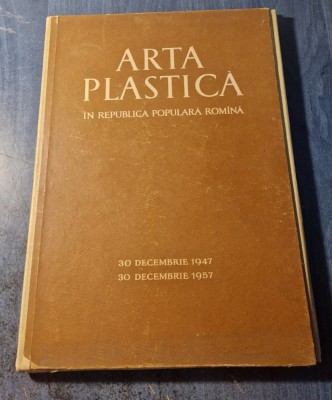 ARTA
PLASTICĂ
ÎN REPUBLICA POPULARĂ ROMÎNĂ
30 DECEMBRIE 1947
30 DECEMBRIE 1957